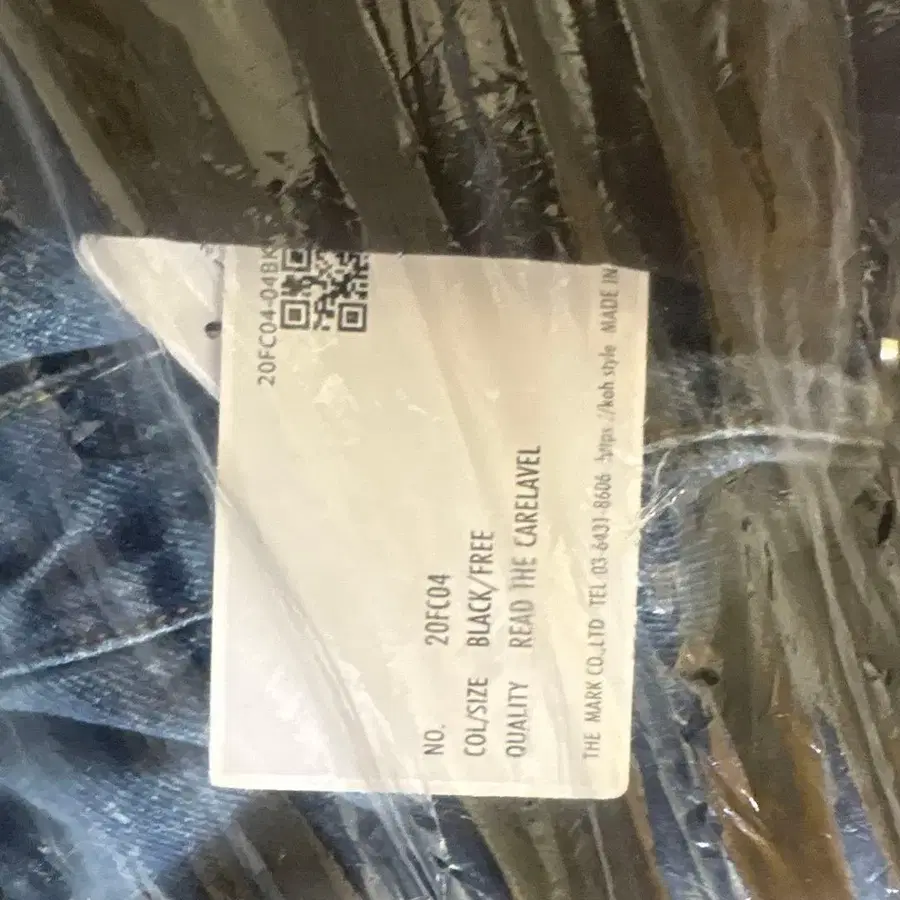 20FC04-04BK
NO. 20FC04
COL/SIZE BLACK/FREE
QUALITY READ THE CARELAVEL
THE MARK CO.,LTD TEL 03-6431-8606 https://koh.style MADE IN